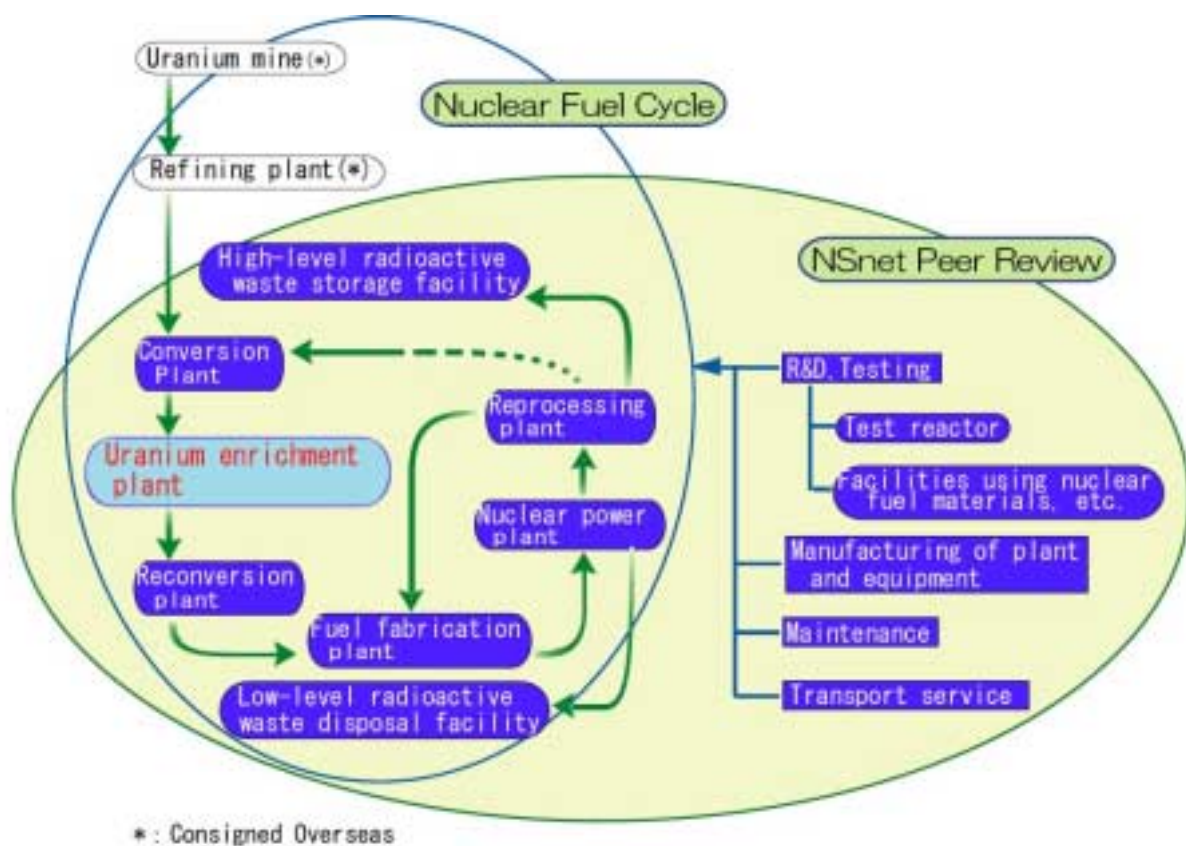 Uranium mine(*)
Nuclear Fuel Cycle
Refining plant(*)
NSnet Peer Review
High-level radioactive
waste storage facility
Conversion
Plant
Uranium enrichment
plant
Reconversion
plant
Fuel fabrication
plant
Low-level radioactive
waste disposal facility
Reprocessing
plant
Nuclear power
plant
R&D.Testing
Test reactor
Facilities using nuclear
fuel materials, etc.
Manufacturing of plant
and equipment
Maintenance
Transport service
*: Consigned Overseas